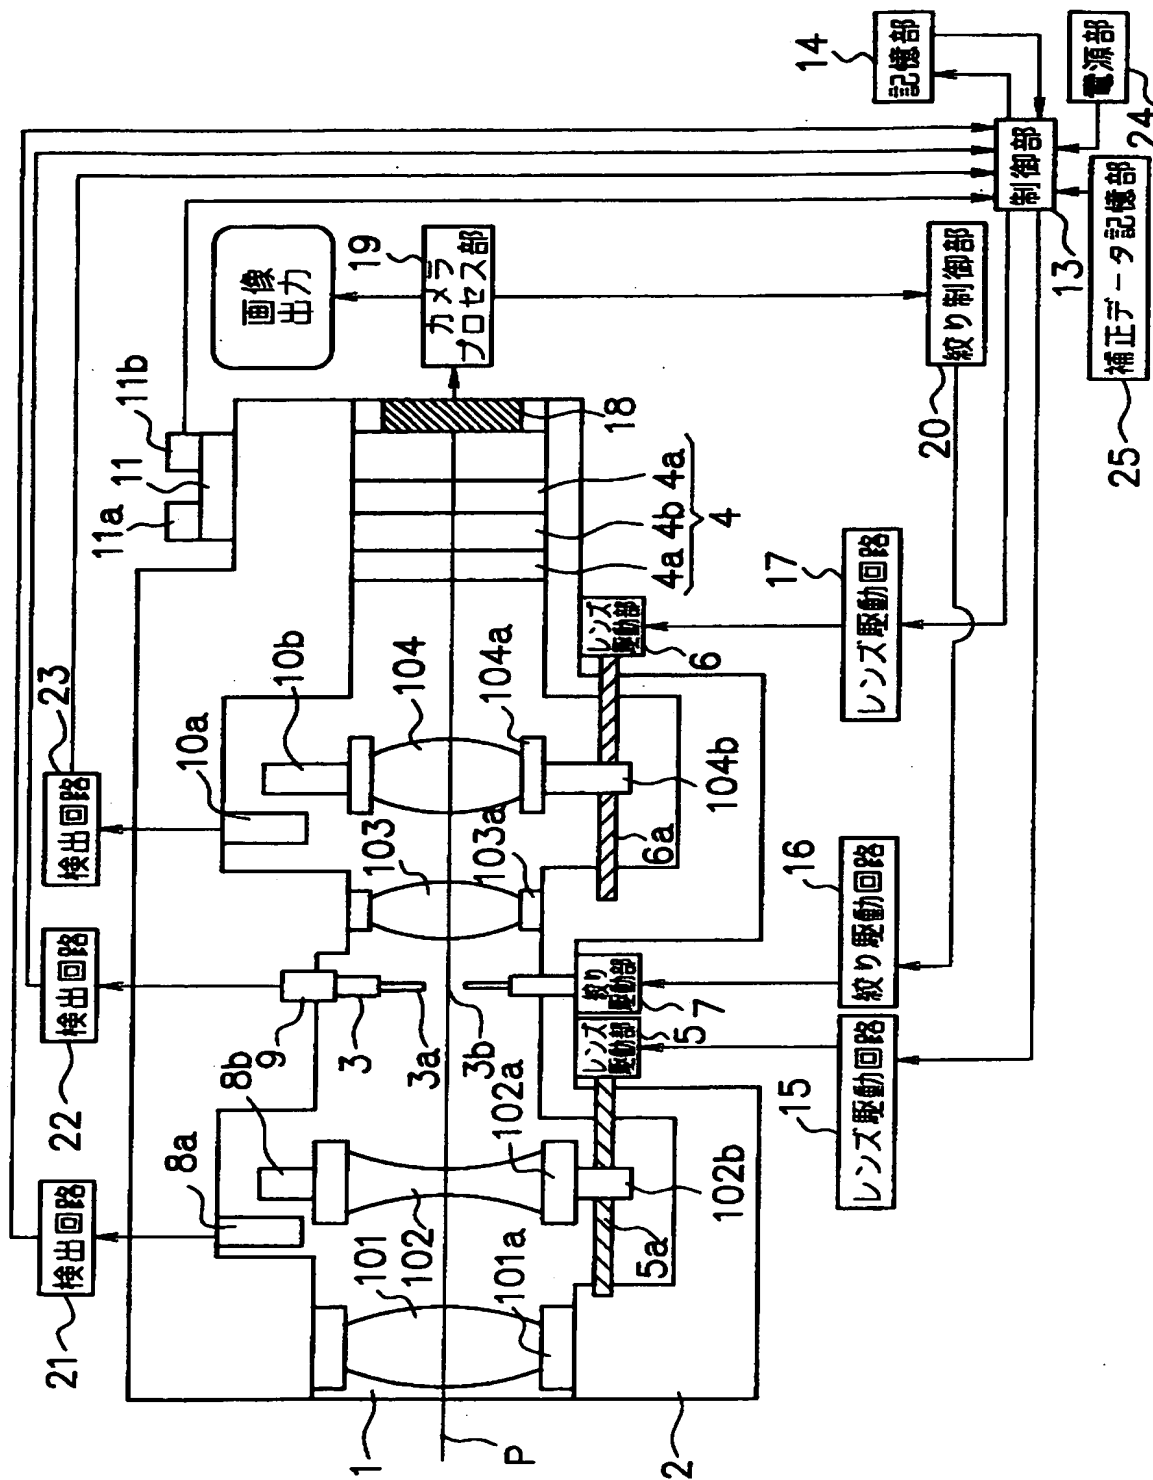 21
検出回路
22
検出回路
23
検出回路
8a
8b
9
3
3a
3b
10a
10b
11a
11
11b
画像
出力
19
カメラ
プロセス部
14
記憶部
制御部
13
電源部
24
補正データ記憶部
25
絞り制御部
20
1
P
2
101
101a
102
102a
102b
5a
レンズ
駆動部
5
絞り
駆動部
7
103
103a
104
104a
104b
6a
レンズ
駆動部
6
4a
4b
4a
4
18
15
レンズ駆動回路
16
絞り駆動回路
17
レンズ駆動回路